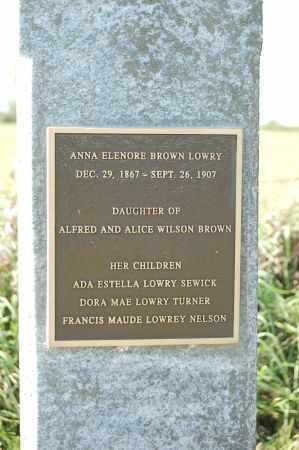 ANNA ELENORE BROWN LOWRY
DEC. 29, 1867 – SEPT. 26, 1907
DAUGHTER OF
ALFRED AND ALICE WILSON BROWN
HER CHILDREN
ADA ESTELLA LOWRY SEWICK
DORA MAE LOWRY TURNER
FRANCIS MAUDE LOWREY NELSON